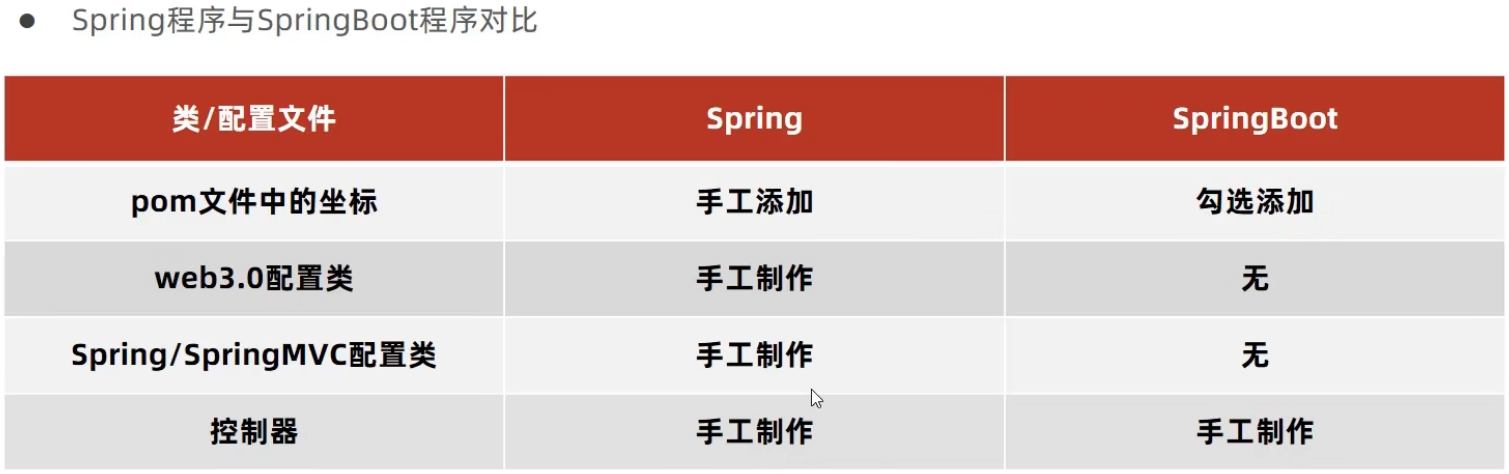 ● Spring程序与SpringBoot程序对比
类/配置文件 Spring SpringBoot
pom文件中的坐标 手工添加 勾选添加
web3.0配置类 手工制作 无
Spring/SpringMVC配置类 手工制作 无
控制器 手工制作 手工制作